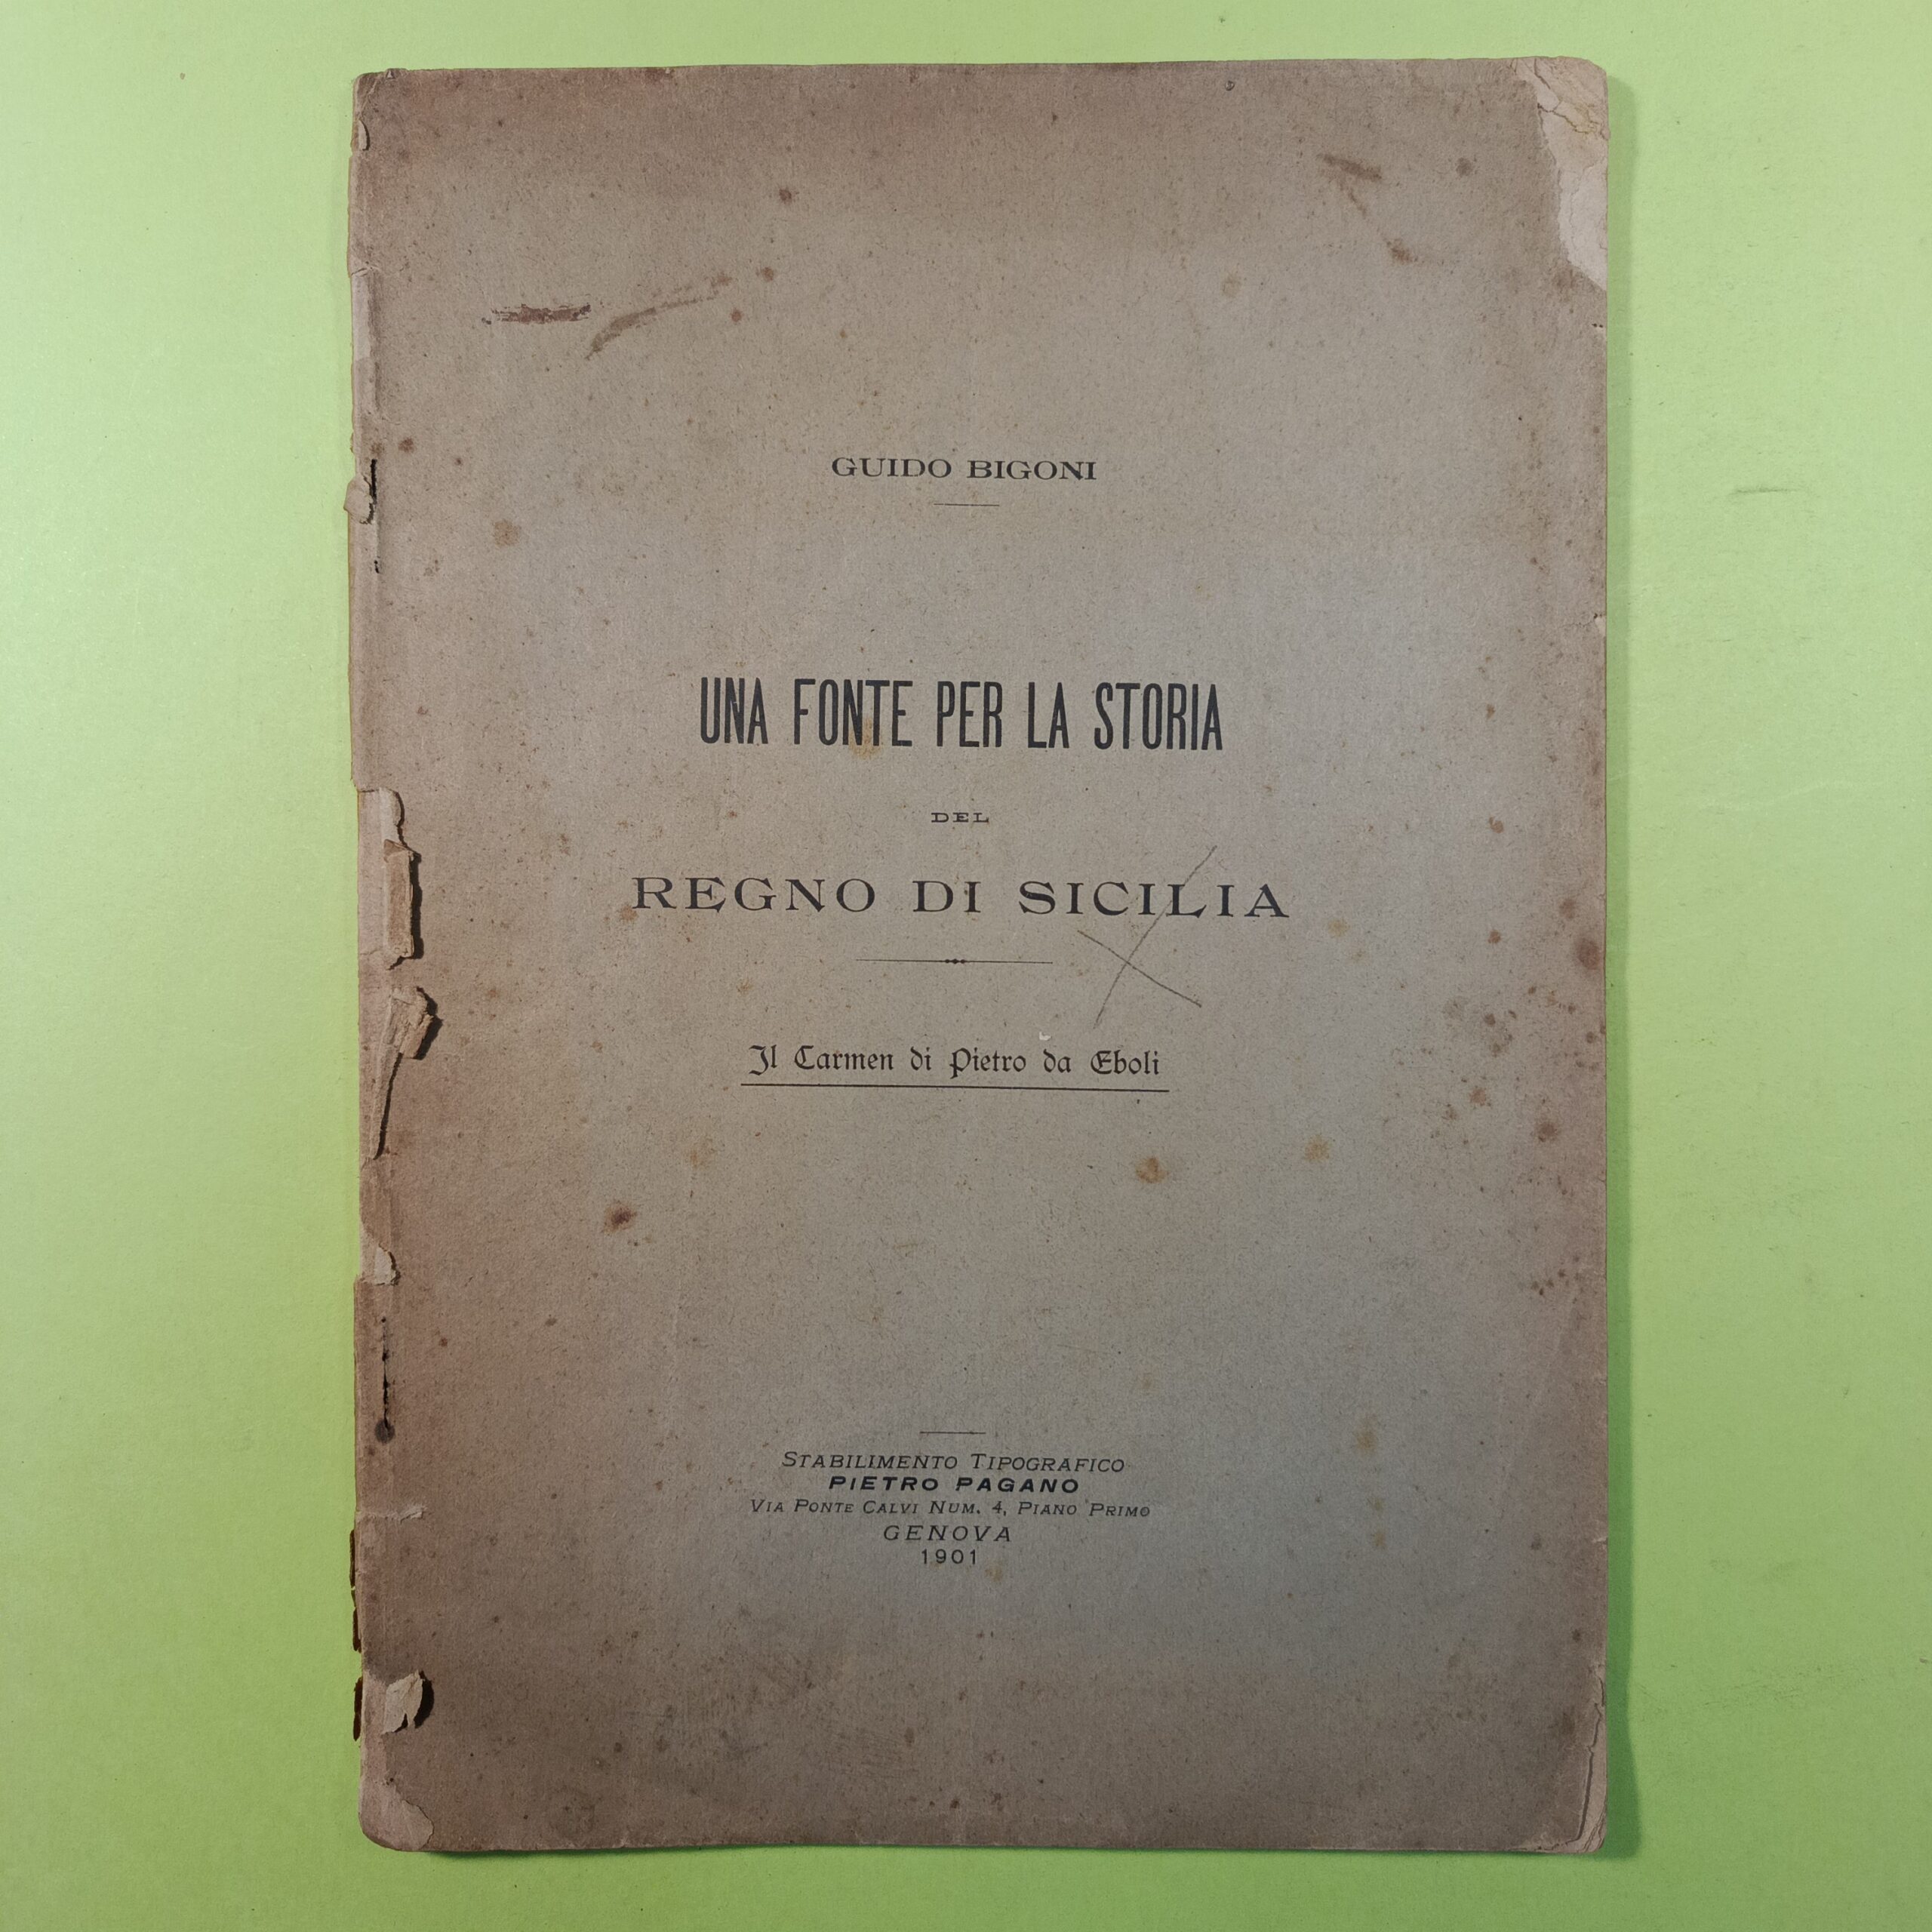 GUIDO BIGONI
UNA FONTE PER LA STORIA
DEL
REGNO DI SICILIA
Il Carmen di Pietro da Eboli
STABILIMENTO TIPOGRAFICO
PIETRO PAGANO
VIA PONTE CALVI NUM. 4, PIANO PRIMO
GENOVA
1901